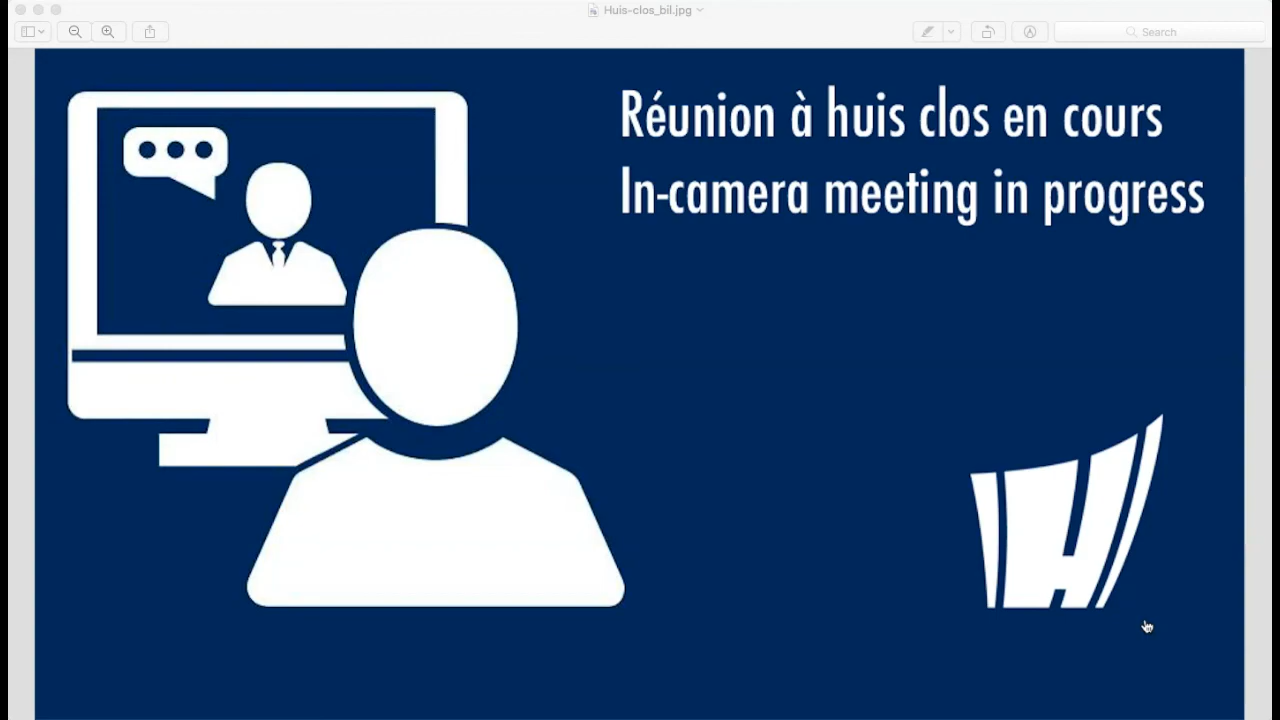 Huis-clos_bil.jpg
Search
Réunion à huis clos en cours
In-camera meeting in progress
H